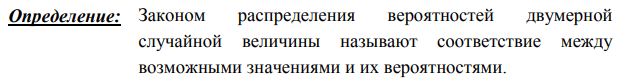 Определение: Законом распределения вероятностей двумерной
случайной величины называют соответствие между
возможными значениями и их вероятностями.